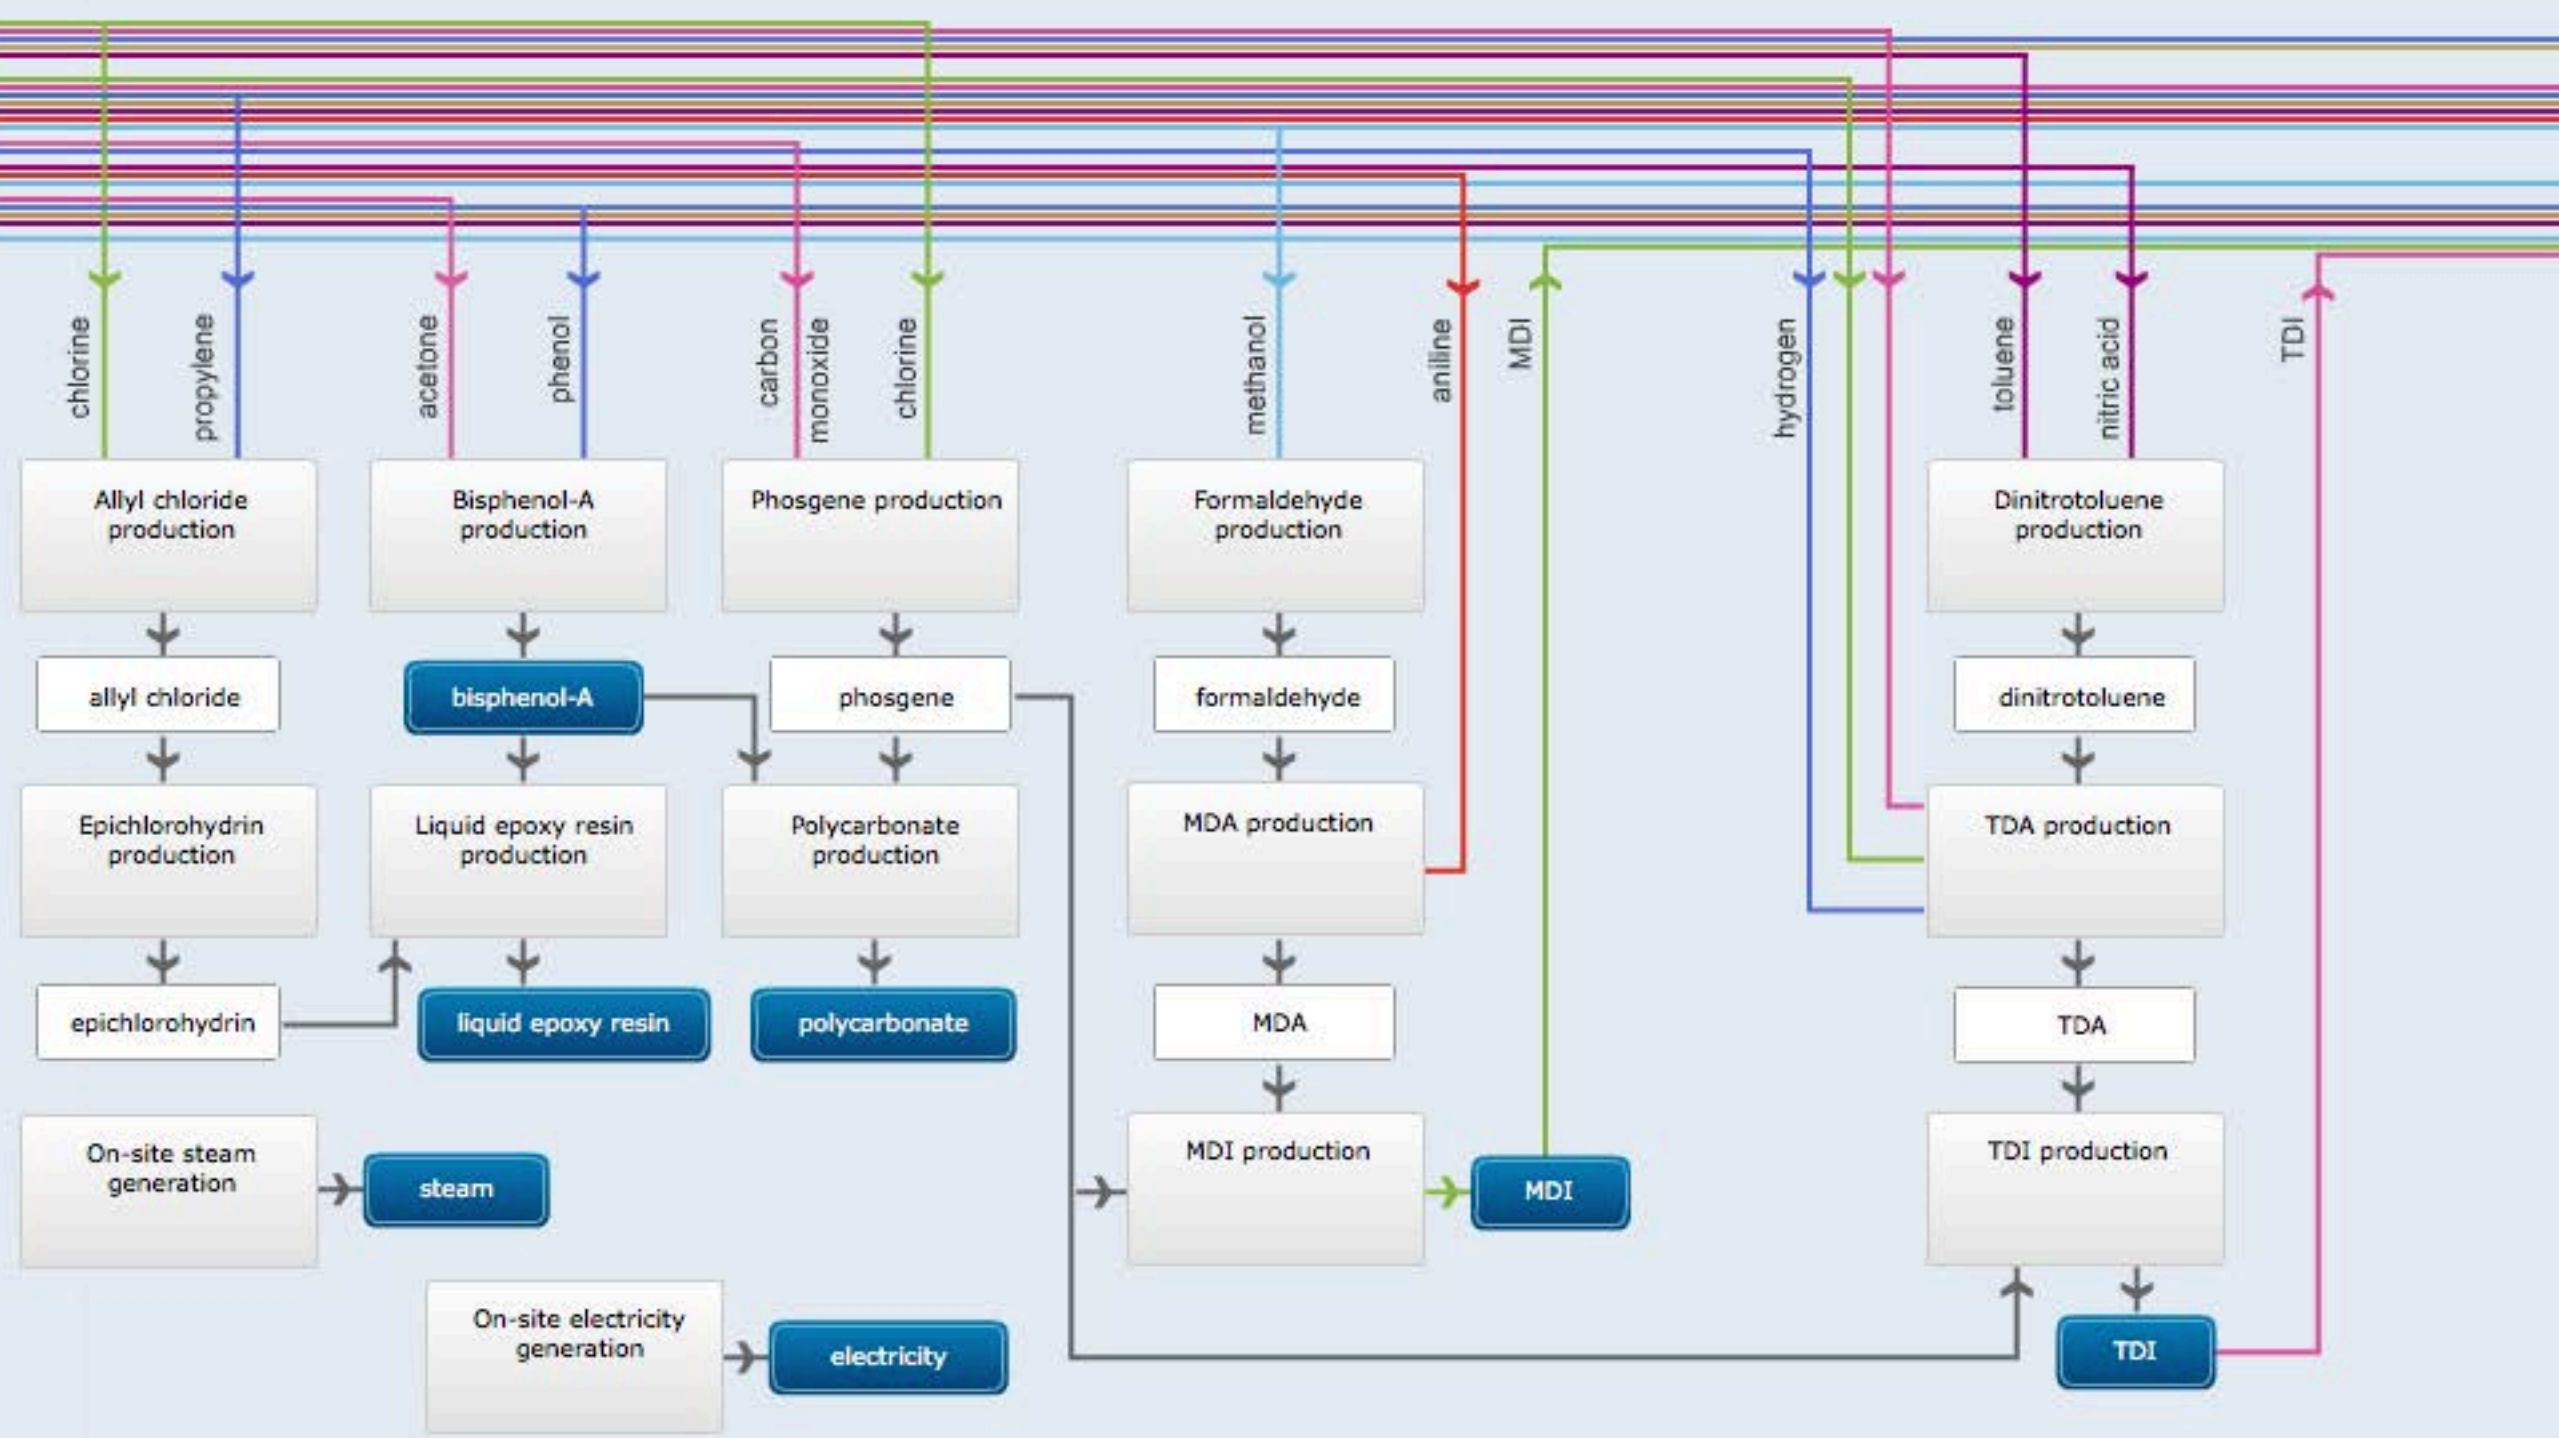 chlorine
propylene
acetone
phenol
carbon
monoxide
chlorine
methanol
aniline
MDI
hydrogen
toluene
nitric acid
TDI
Allyl chloride
production
Bisphenol-A
production
Phosgene production
Formaldehyde
production
Dinitrotoluene
production
allyl chloride
bisphenol-A
phosgene
formaldehyde
dinitrotoluene
Epichlorohydrin
production
Liquid epoxy resin
production
Polycarbonate
production
MDA production
TDA production
epichlorohydrin
liquid epoxy resin
polycarbonate
MDA
TDA
On-site steam
generation
steam
MDI production
MDI
TDI production
On-site electricity
generation
electricity
TDI